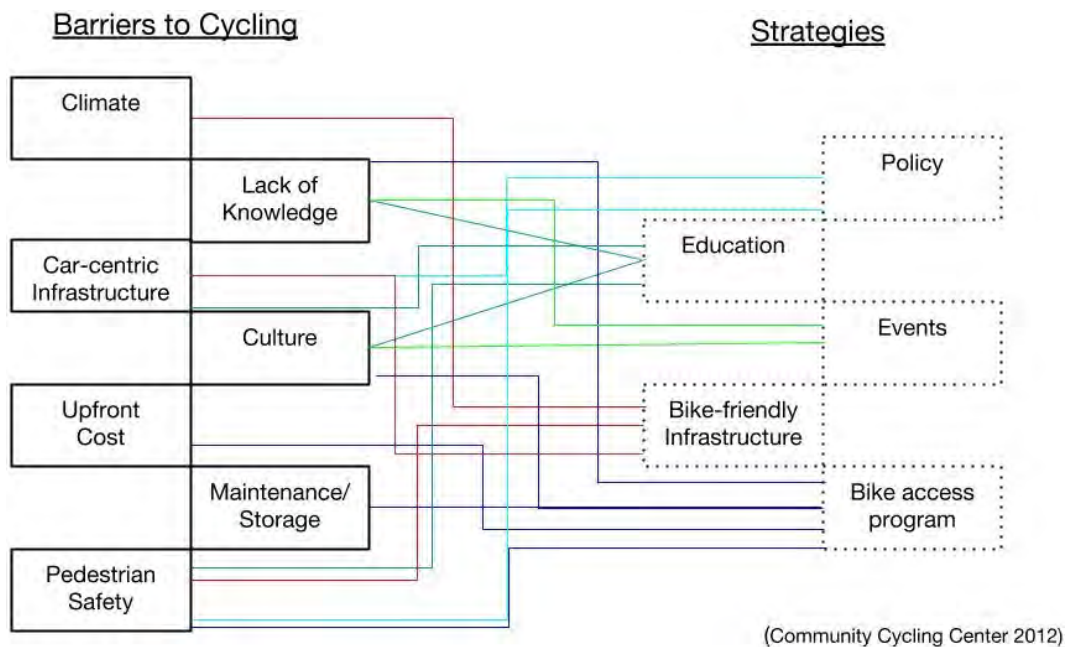 Barriers to Cycling
Strategies
Climate
Lack of
Knowledge
Car-centric
Infrastructure
Culture
Upfront
Cost
Maintenance/
Storage
Pedestrian
Safety
Policy
Education
Events
Bike-friendly
Infrastructure
Bike access
program
(Community Cycling Center 2012)